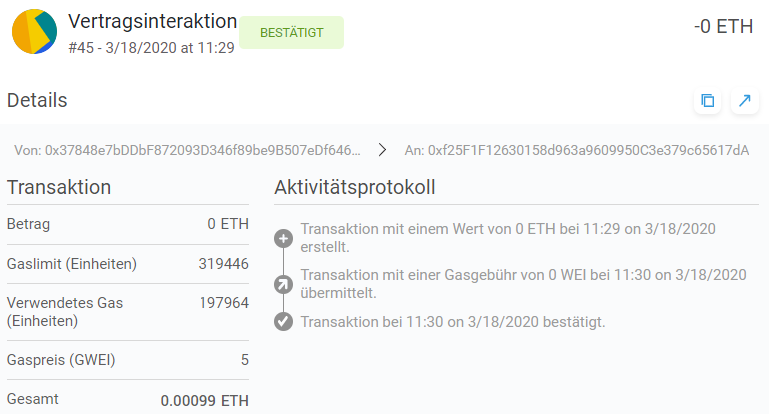 Vertragsinteraktion
BESTÄTIGT
-0 ETH
#45 - 3/18/2020 at 11:29
Details
Von: 0x37848e7bDDbF872093D346f89be9B507eDf646…
An: 0xf25F1F12630158d963a9609950C3e379c65617dA
Transaktion
Betrag 0 ETH
Gaslimit (Einheiten) 319446
Verwendetes Gas 197964
(Einheiten)
Gaspreis (GWEI) 5
Gesamt 0.00099 ETH
Aktivitätsprotokoll
Transaktion mit einem Wert von 0 ETH bei 11:29 on 3/18/2020
erstellt.
Transaktion mit einer Gasgebühr von 0 WEI bei 11:30 on 3/18/2020
übermittelt.
Transaktion bei 11:30 on 3/18/2020 bestätigt.